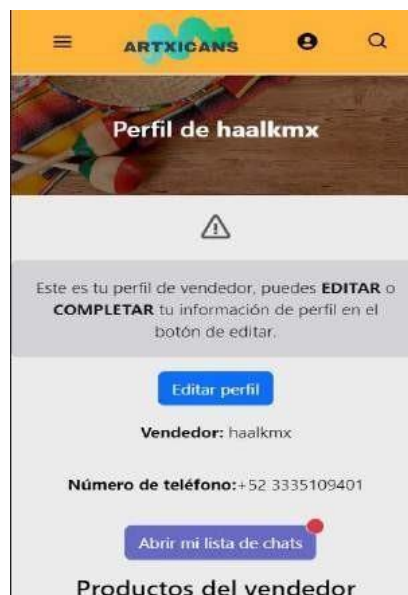 ARTXICANS
Perfil de haalkmx
Este es tu perfil de vendedor, puedes EDITAR o
COMPLETAR tu información de perfil en el
botón de editar.
Editar perfil
Vendedor: haalkmx
Número de teléfono:+52 3335109401
Abrir mi lista de chats
Productos del vendedor